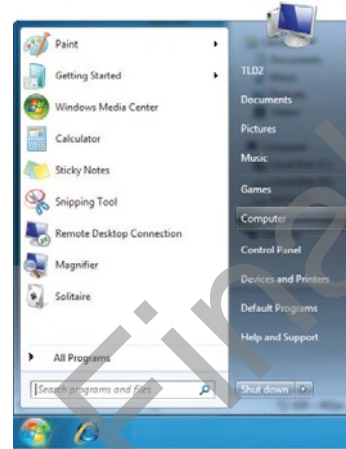 Paint
Getting Started
Windows Media Center
Calculator
Sticky Notes
Snipping Tool
Remote Desktop Connection
Magnifier
Solitaire
All Programs
Search programs and files
TLD2
Documents
Pictures
Music
Games
Computer
Control Panel
Devices and Printers
Default Programs
Help and Support
Shut down
Final